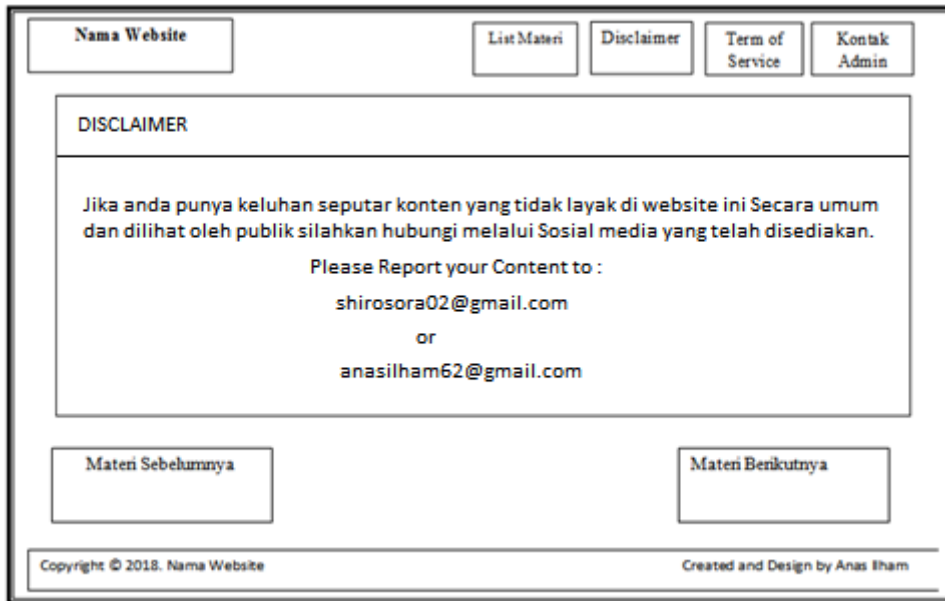 Nama Website
List Materi
Disclaimer
Term of
Service
Kontak
Admin
DISCLAIMER
Jika anda punya keluhan seputar konten yang tidak layak di website ini Secara umum
dan dilihat oleh publik silahkan hubungi melalui Sosial media yang telah disediakan.
Please Report your Content to :
shirosora02@gmail.com
or
anasilham62@gmail.com
Materi Sebelumnya
Materi Berikutnya
Copyright © 2018. Nama Website
Created and Design by Anas Ilham